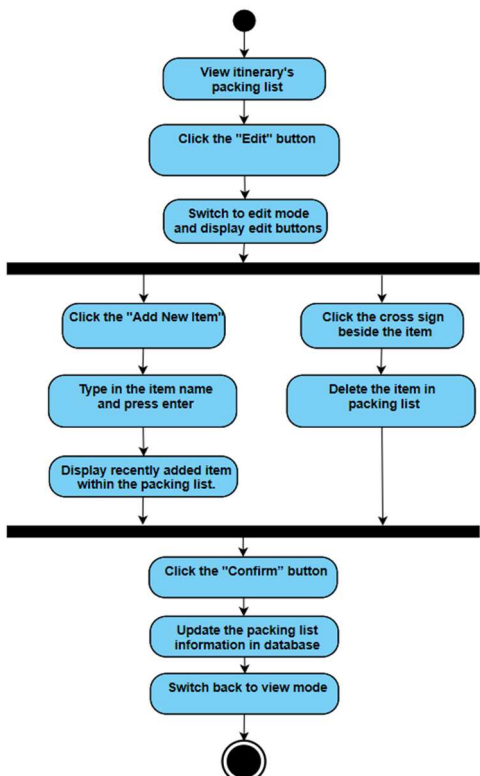 View itinerary's
packing list
Click the "Edit" button
Switch to edit mode
and display edit buttons
Click the "Add New Item"
Type in the item name
and press enter
Display recently added item
within the packing list.
Click the cross sign
beside the item
Delete the item in
packing list
Click the "Confirm” button
Update the packing list
information in database
Switch back to view mode